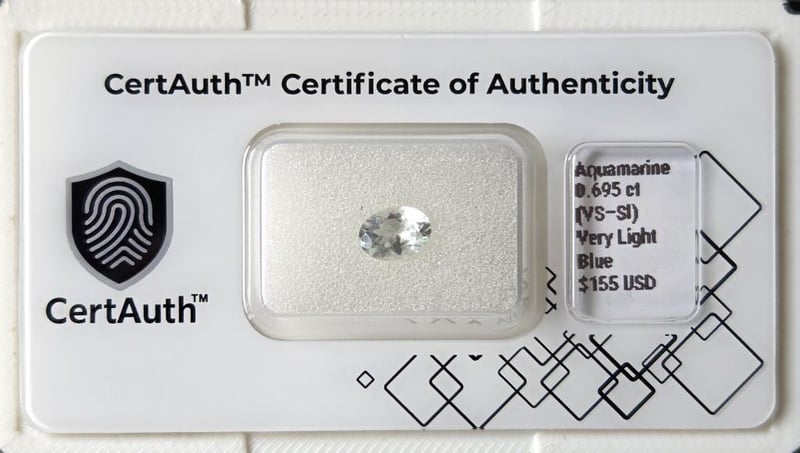 CertAuth™ Certificate of Authenticity
CertAuth™
Aquamarine
0.695 ct
(VS-SI)
Very Light
Blue
$155 USD